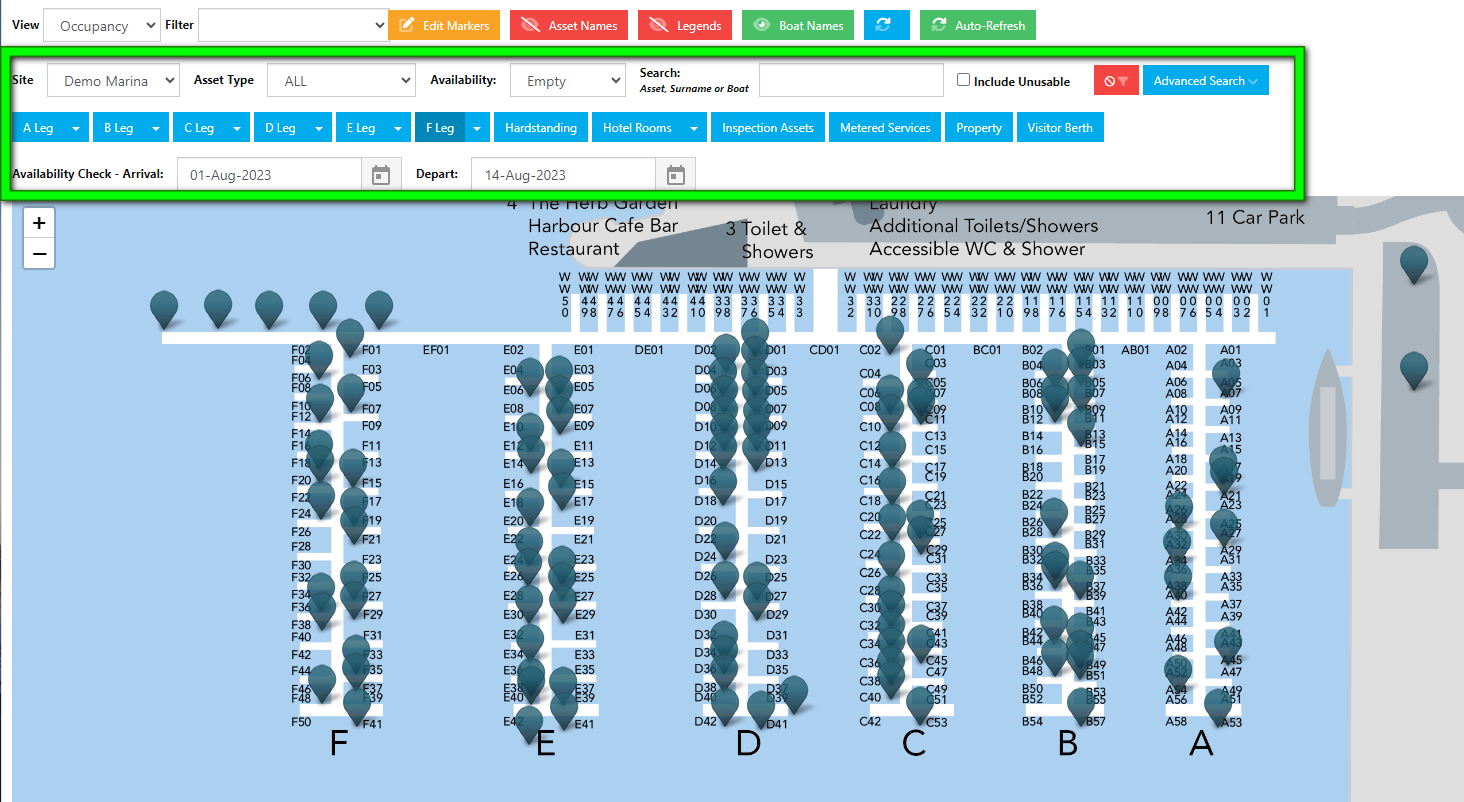 View Occupancy Filter Edit Markers Asset Names Legends Boat Names Auto-Refresh
Site Demo Marina Asset Type ALL Availability: Empty Search: Include Unusable Advanced Search
Asset, Surname or Boat
A Leg B Leg C Leg D Leg E Leg F Leg Hardstanding Hotel Rooms Inspection Assets Metered Services Property Visitor Berth
Availability Check - Arrival: 01-Aug-2023 Depart: 14-Aug-2023
4 The Herb Garden
Harbour Cafe Bar
Restaurant
3 Toilet &
Showers
Laundry
Additional Toilets/Showers
Accessible WC & Shower
11 Car Park
+
−
F02 F01 EF01 E02 E01 DE01 D02 D01 CD01 C02 C01 BC01 B02 B01 AB01 A02 A01
F04 F03 E04 E03 D04 D03 C04 C03 B04 B03 A04 A03
F06 F05 E06 E05 D06 D05 C06 C05 B06 B05 A06 A05
F08 F07 E08 E07 D08 D07 C08 C07 B08 B07 A08 A07
F10 F09 E10 E09 D10 D09 C10 C09 B10 B09 A10 A09
F12 F11 E12 E11 D12 D11 C12 C11 B12 B11 A12 A11
F14 F13 E14 E13 D14 D13 C14 C13 B14 B13 A14 A13
F16 F15 E16 E15 D16 D15 C16 C15 B16 B15 A16 A15
F18 F17 E18 E17 D18 D17 C18 C17 B18 B17 A18
F20 F19 E20 E19 D20 D19 C20 C19 B20 B19 A20 A19
F22 F21 E22 E21 D22 D21 C22 C21 B22 B21 A22 A21
F24 F23 E24 E23 D24 D23 C24 C23 B24 B23 A24 A23
F26 F25 E26 E25 D26 D25 C26 C25 B26 B25 A26 A25
F28 F27 E28 E27 D28 D27 C28 C27 B28 B27 A28 A27
F30 F29 E30 E29 D30 D29 C30 C29 B30 B29 A30 A29
F32 F31 E32 E31 D32 D31 C32 C31 B32 B31 A32 A31
F34 F33 E34 E33 D34 D33 C34 C33 B34 B33 A34 A33
F36 F35 E36 E35 D36 D35 C36 C35 B36 B35 A36 A35
F38 F37 E38 E37 D38 D37 C38 C37 B38 B37 A38 A37
F40 F39 E40 E39 D40 D39 C40 C39 B40 B39 A40 A39
F42 F41 E42 E41 D42 D41 C42 C41 B42 B41 A42 A41
F44 C43 B44 B43 A44
F46 C45 B46 B45 A46 A45
F48 C47 B48 B47 A48 A47
F50 C49 B50 B49 A50 A49
C51 B52 B51 A52 A51
C53 B54 B53 A54 A53
B55 A56
B57 A58
F E D C B A